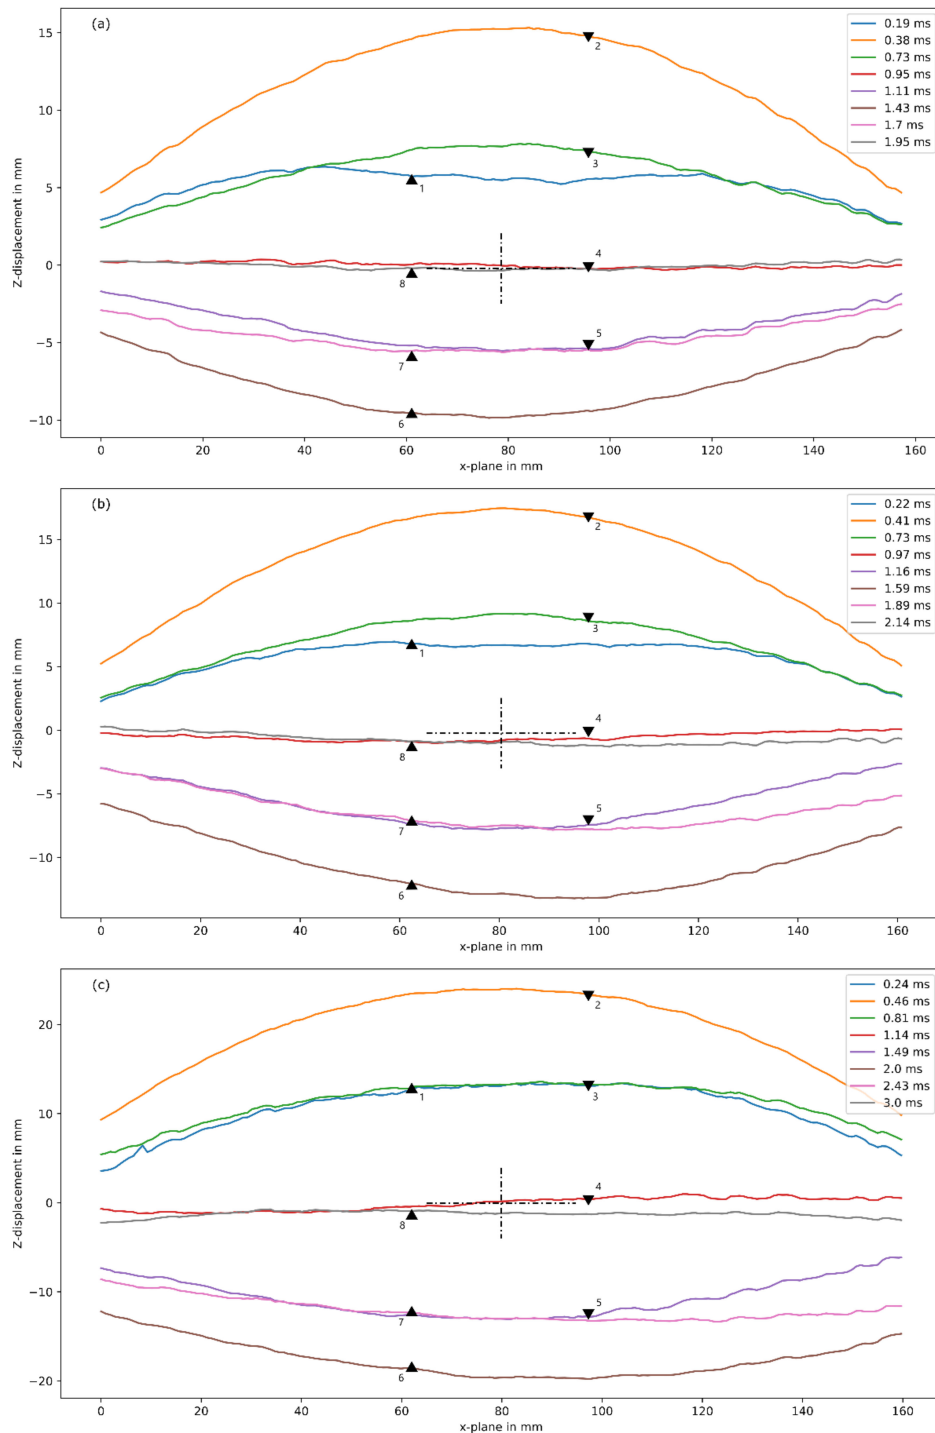 (a)
0.19 ms
0.38 ms
0.73 ms
0.95 ms
1.11 ms
1.43 ms
1.7 ms
1.95 ms
15
10
5
0
−5
−10
Z-displacement in mm
2
3
1
4
8
5
7
6
0 20 40 60 80 100 120 140 160
x-plane in mm
(b)
0.22 ms
0.41 ms
0.73 ms
0.97 ms
1.16 ms
1.59 ms
1.89 ms
2.14 ms
15
10
5
0
−5
−10
Z-displacement in mm
2
3
1
4
8
5
7
6
0 20 40 60 80 100 120 140 160
x-plane in mm
(c)
0.24 ms
0.46 ms
0.81 ms
1.14 ms
1.49 ms
2.0 ms
2.43 ms
3.0 ms
20
10
0
−10
−20
Z-displacement in mm
2
1
3
4
8
5
7
6
0 20 40 60 80 100 120 140 160
x-plane in mm